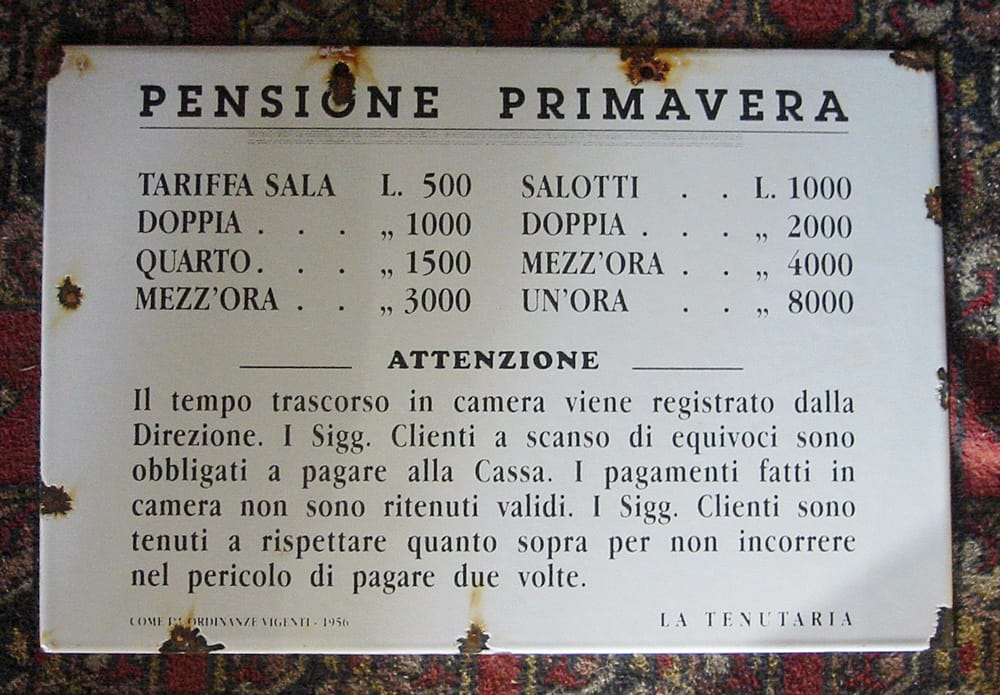 PENSIONE PRIMAVERA
TARIFFA SALA L. 500 SALOTTI . . L. 1000
DOPPIA . . . „ 1000 DOPPIA . . . „ 2000
QUARTO . . . „ 1500 MEZZ'ORA . . „ 4000
MEZZ'ORA . . „ 3000 UN'ORA . . „ 8000
ATTENZIONE
Il tempo trascorso in camera viene registrato dalla
Direzione. I Sigg. Clienti a scanso di equivoci sono
obbligati a pagare alla Cassa. I pagamenti fatti in
camera non sono ritenuti validi. I Sigg. Clienti sono
tenuti a rispettare quanto sopra per non incorrere
nel pericolo di pagare due volte.
COME ORDINANZE VIGENTI - 1956 LA TENUTARIA